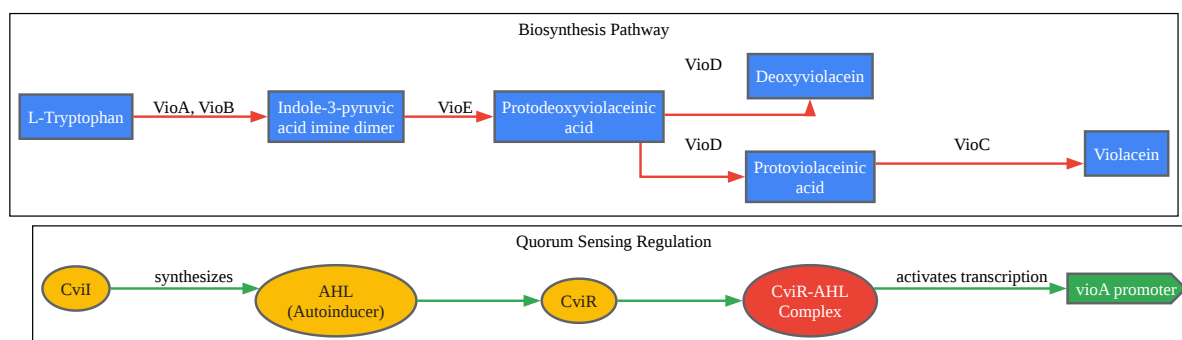 Biosynthesis Pathway
VioD
Deoxyviolacein
L-Tryptophan
VioA, VioB
Indole-3-pyruvic
acid imine dimer
VioE
Protodeoxyviolaceinic
acid
VioD
Protoviolaceinic
acid
VioC
Violacein
Quorum Sensing Regulation
CviI
synthesizes
AHL
(Autoinducer)
CviR
CviR-AHL
Complex
activates transcription
vioA promoter